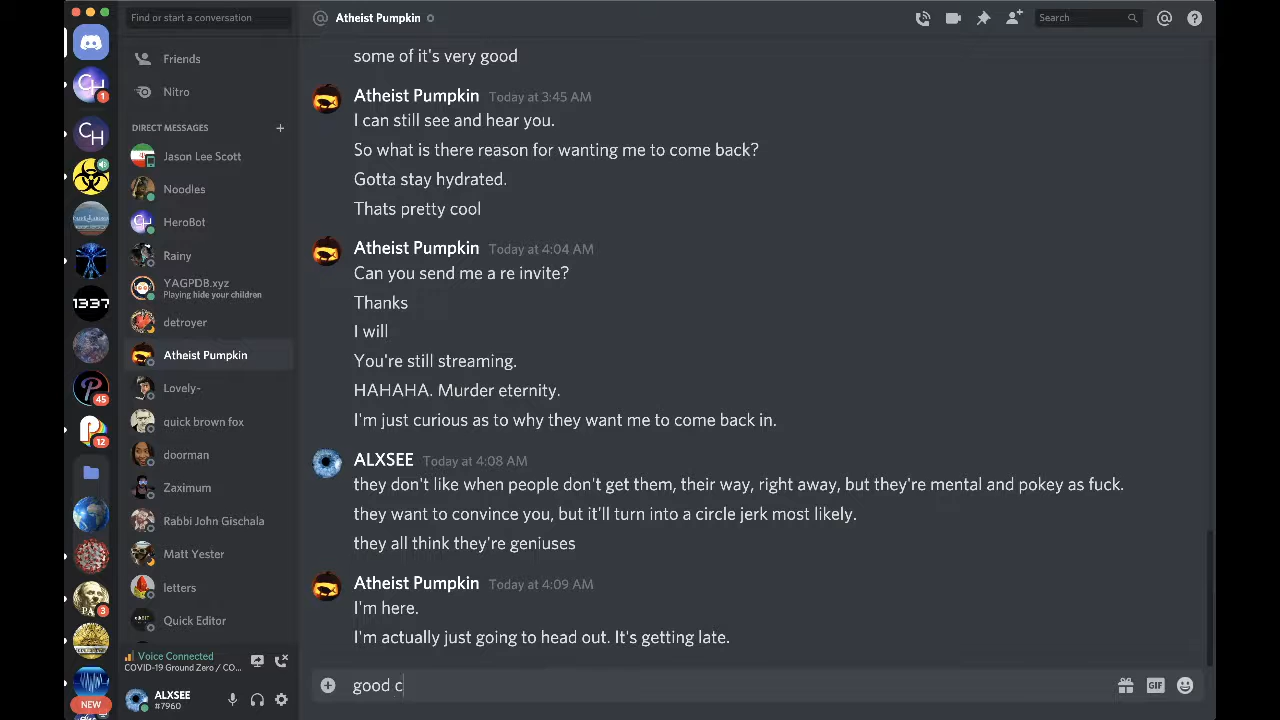 Find or start a conversation
Atheist Pumpkin
Search
Friends
Nitro
DIRECT MESSAGES
Jason Lee Scott
Noodles
HeroBot
Rainy
YAGPDB.xyz
Playing hide your children
detroyer
Atheist Pumpkin
Lovely-
quick brown fox
doorman
Zaximum
Rabbi John Gischala
Matt Yester
letters
Quick Editor
Voice Connected
COVID-19 Ground Zero / CO...
ALXSEE
#7960
CH
1
CH
1337
P
45
12
3
NEW
some of it's very good
Atheist Pumpkin Today at 3:45 AM
I can still see and hear you.
So what is there reason for wanting me to come back?
Gotta stay hydrated.
Thats pretty cool
Atheist Pumpkin Today at 4:04 AM
Can you send me a re invite?
Thanks
I will
You're still streaming.
HAHAHA. Murder eternity.
I'm just curious as to why they want me to come back in.
ALXSEE Today at 4:08 AM
they don't like when people don't get them, their way, right away, but they're mental and pokey as fuck.
they want to convince you, but it'll turn into a circle jerk most likely.
they all think they're geniuses
Atheist Pumpkin Today at 4:09 AM
I'm here.
I'm actually just going to head out. It's getting late.
good c
GIF